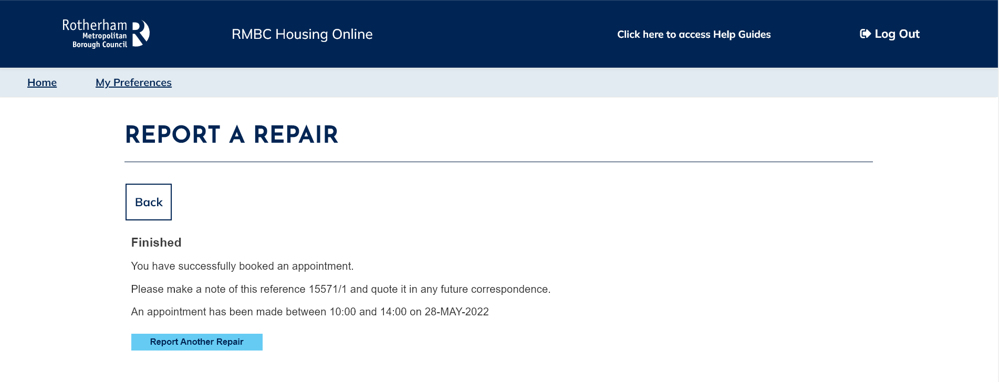 Rotherham
Metropolitan
Borough Council
RMBC Housing Online
Click here to access Help Guides
Log Out
Home
My Preferences
REPORT A REPAIR
Back
Finished
You have successfully booked an appointment.
Please make a note of this reference 15571/1 and quote it in any future correspondence.
An appointment has been made between 10:00 and 14:00 on 28-MAY-2022
Report Another Repair